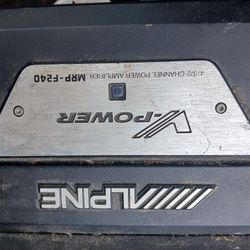 ALPINE
V-POWER
MRP-F240
4/3/2 CHANNEL POWER AMPLIFIER